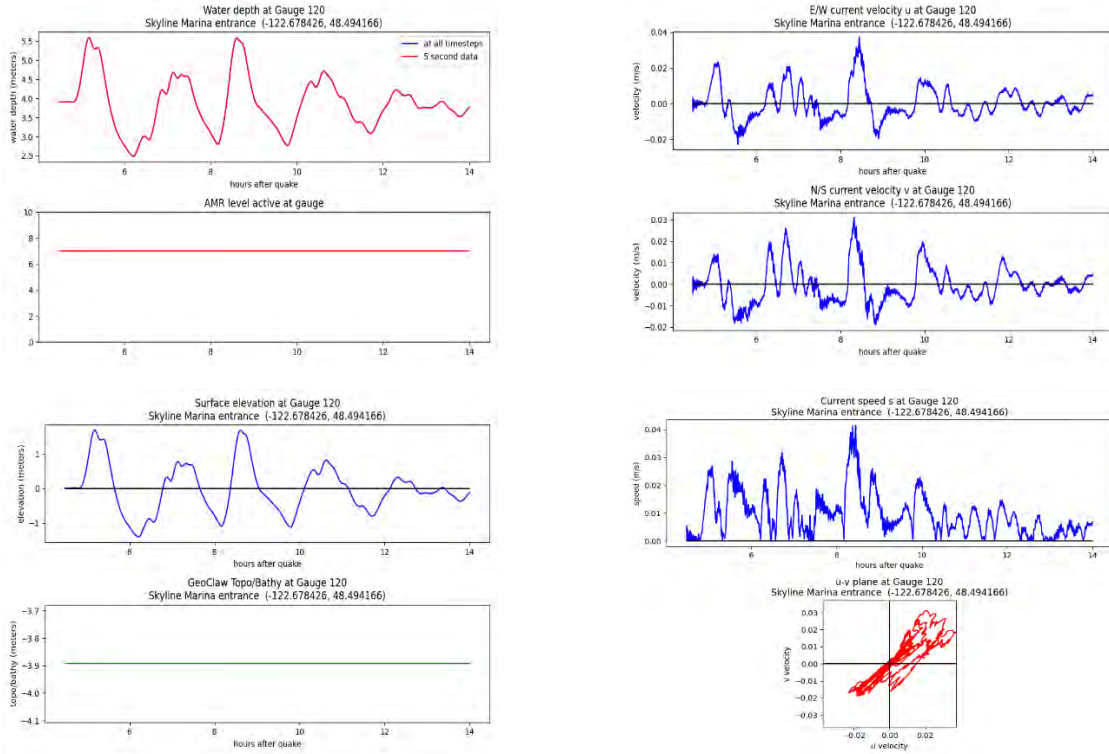 Water depth at Gauge 120
Skyline Marina entrance (-122.678426, 48.494166)
at all timesteps
5 second data
water depth (meters)
5.5
5.0
4.5
4.0
3.5
3.0
2.5
6 8 10 12 14
hours after quake
AMR level active at gauge
10
8
6
4
2
0
6 8 10 12 14
hours after quake
Surface elevation at Gauge 120
Skyline Marina entrance (-122.678426, 48.494166)
elevation (meters)
1
0
−1
6 8 10 12 14
hours after quake
GeoClaw Topo/Bathy at Gauge 120
Skyline Marina entrance (-122.678426, 48.494166)
topo/bathy (meters)
−3.7
−3.8
−3.9
−4.0
−4.1
6 8 10 12 14
hours after quake
E/W current velocity u at Gauge 120
Skyline Marina entrance (-122.678426, 48.494166)
velocity (m/s)
0.04
0.02
0.00
−0.02
6 8 10 12 14
hours after quake
N/S current velocity v at Gauge 120
Skyline Marina entrance (-122.678426, 48.494166)
velocity (m/s)
0.03
0.02
0.01
0.00
−0.01
−0.02
6 8 10 12 14
hours after quake
Current speed s at Gauge 120
Skyline Marina entrance (-122.678426, 48.494166)
speed (m/s)
0.04
0.03
0.02
0.01
0.00
6 8 10 12 14
hours after quake
u-v plane at Gauge 120
Skyline Marina entrance (-122.678426, 48.494166)
v velocity
0.03
0.02
0.01
0.00
−0.01
−0.02
−0.03
−0.02 0.00 0.02
u velocity